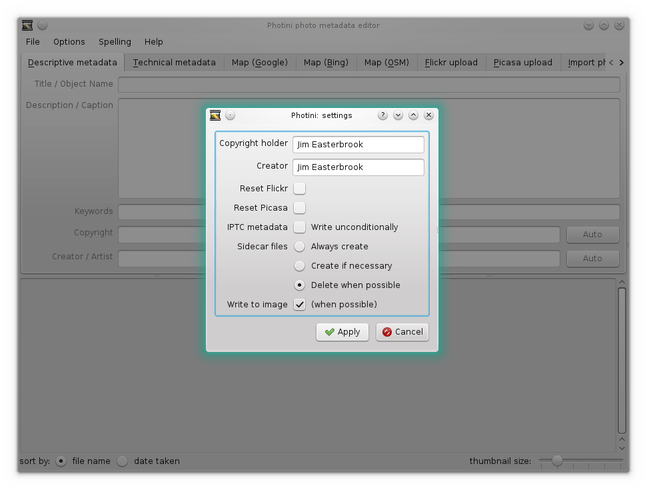 Photini photo metadata editor
File Options Spelling Help
Descriptive metadata Technical metadata Map (Google) Map (Bing) Map (OSM) Flickr upload Picasa upload Import ph
Title / Object Name
Description / Caption
Photini: settings
Copyright holder Jim Easterbrook
Creator Jim Easterbrook
Reset Flickr
Reset Picasa
Keywords
IPTC metadata Write unconditionally
Copyright Auto
Sidecar files Always create
Creator / Artist Auto
Create if necessary
Delete when possible
Write to image (when possible)
Apply Cancel
sort by: file name date taken thumbnail size: